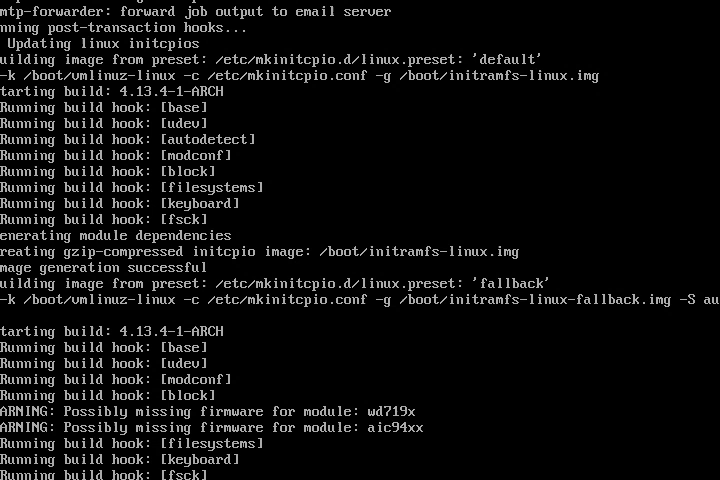 mtp-forwarder: forward job output to email server
nning post-transaction hooks...
Updating linux initcpios
uilding image from preset: /etc/mkinitcpio.d/linux.preset: 'default'
-k /boot/vmlinuz-linux -c /etc/mkinitcpio.conf -g /boot/initramfs-linux.img
tarting build: 4.13.4-1-ARCH
Running build hook: [base]
Running build hook: [udev]
Running build hook: [autodetect]
Running build hook: [modconf]
Running build hook: [block]
Running build hook: [filesystems]
Running build hook: [keyboard]
Running build hook: [fsck]
enerating module dependencies
reating gzip-compressed initcpio image: /boot/initramfs-linux.img
mage generation successful
uilding image from preset: /etc/mkinitcpio.d/linux.preset: 'fallback'
-k /boot/vmlinuz-linux -c /etc/mkinitcpio.conf -g /boot/initramfs-linux-fallback.img -S au
tarting build: 4.13.4-1-ARCH
Running build hook: [base]
Running build hook: [udev]
Running build hook: [modconf]
Running build hook: [block]
ARNING: Possibly missing firmware for module: wd719x
ARNING: Possibly missing firmware for module: aic94xx
Running build hook: [filesystems]
Running build hook: [keyboard]
Running build hook: [fsck]